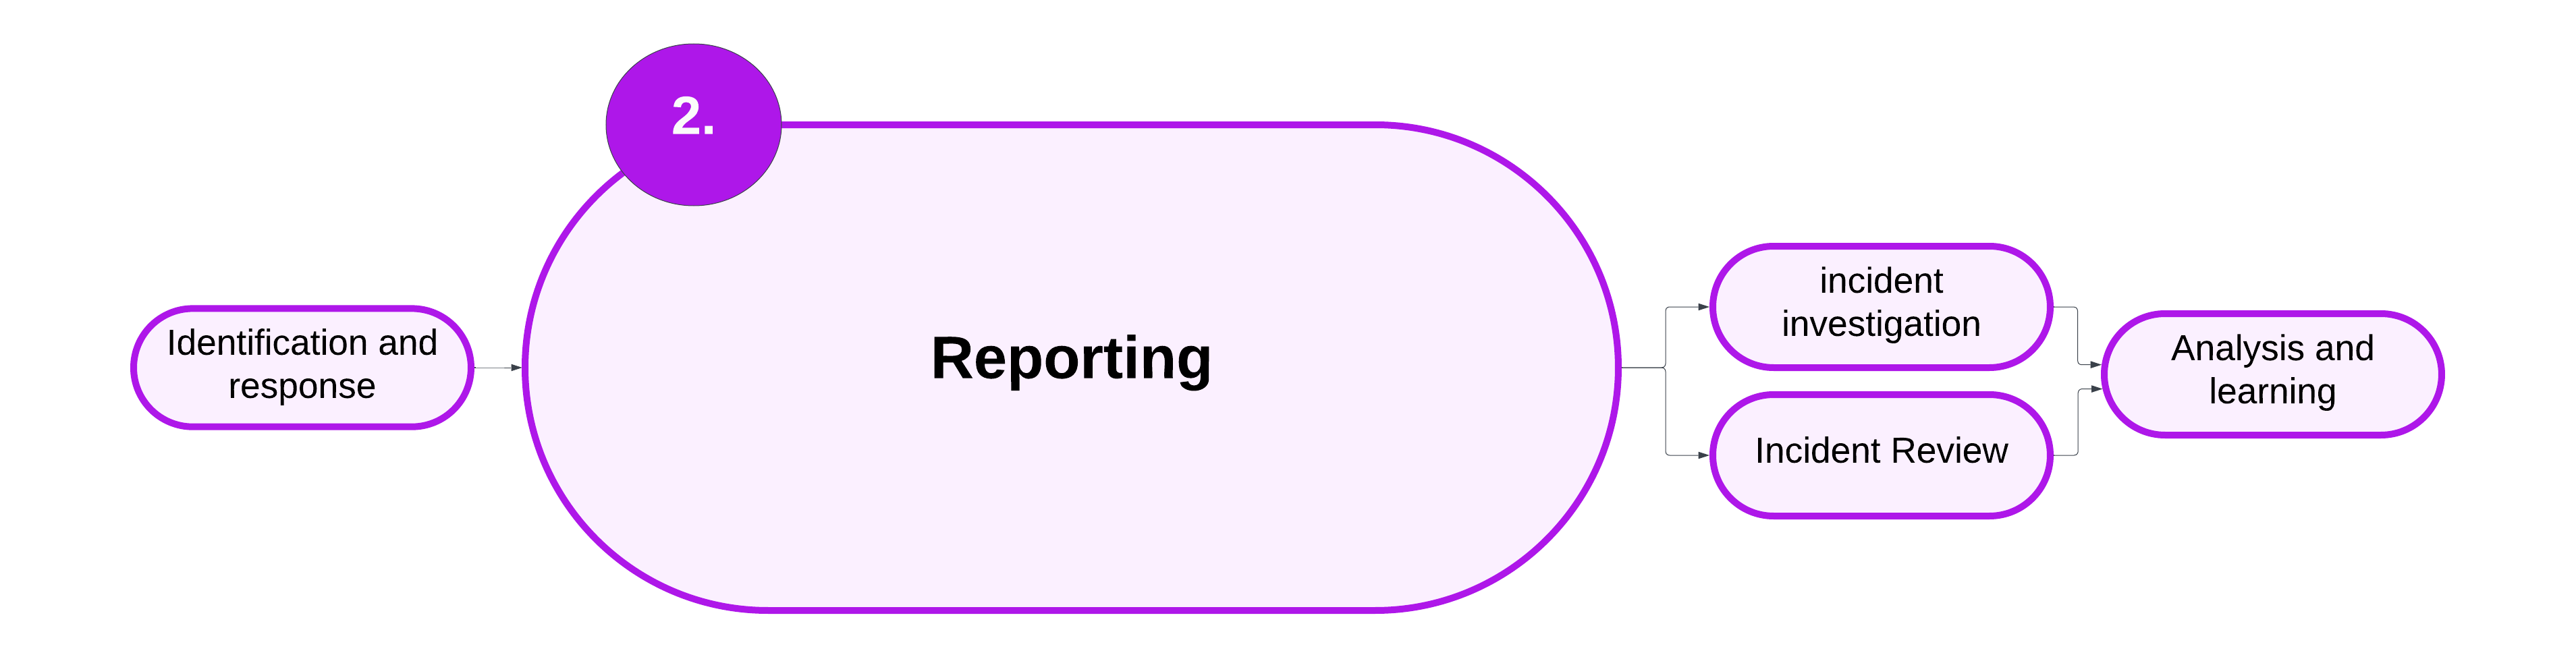 2.
Identification and
response
Reporting
incident
investigation
Incident Review
Analysis and
learning